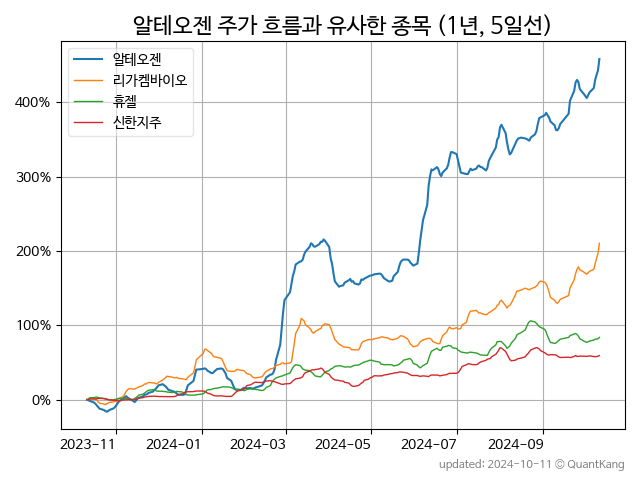 알테오젠 주가 흐름과 유사한 종목 (1년, 5일선)
알테오젠
리가켐바이오
휴젤
신한지주
400%
300%
200%
100%
0%
2023-11 2024-01 2024-03 2024-05 2024-07 2024-09
updated: 2024-10-11 © QuantKang